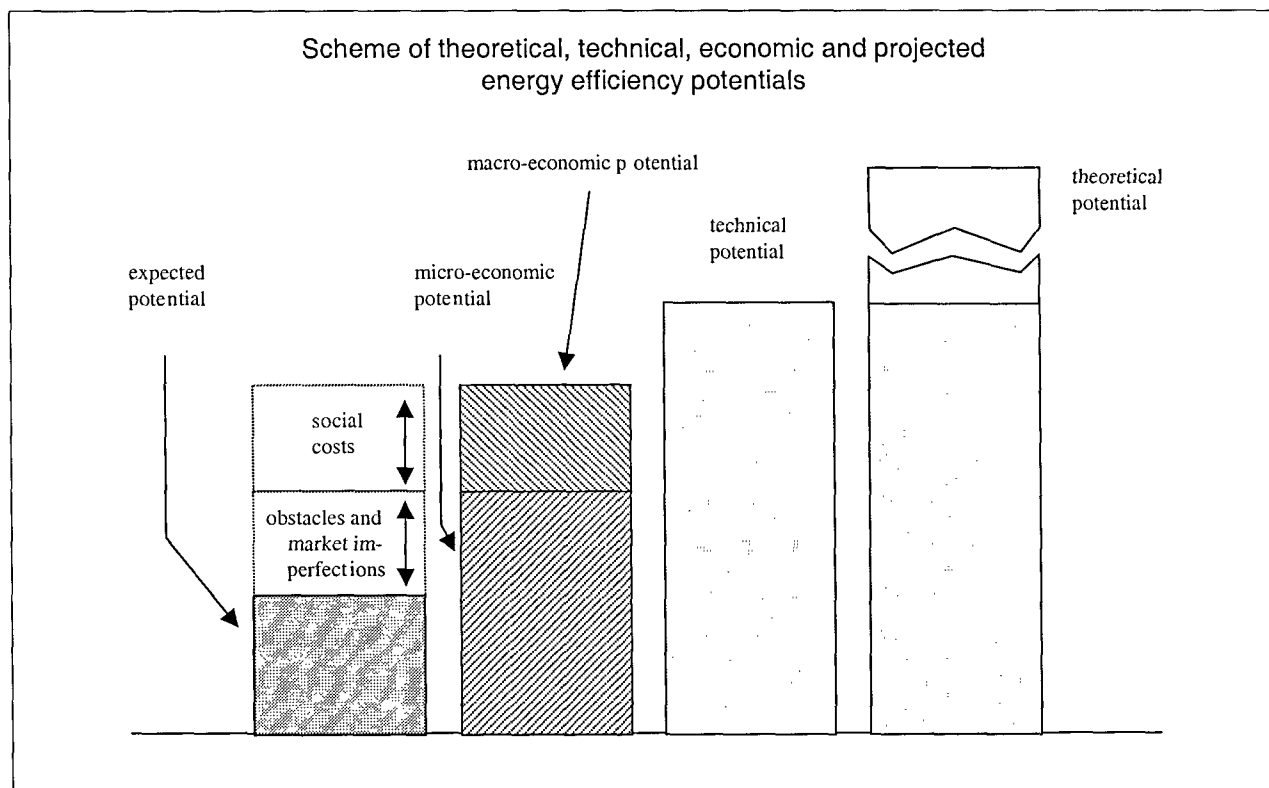 Scheme of theoretical, technical, economic and projected
energy efficiency potentials
macro-economic p otential
theoretical
potential
technical
potential
expected
potential
micro-economic
potential
social
costs
obstacles and
market im-
perfections